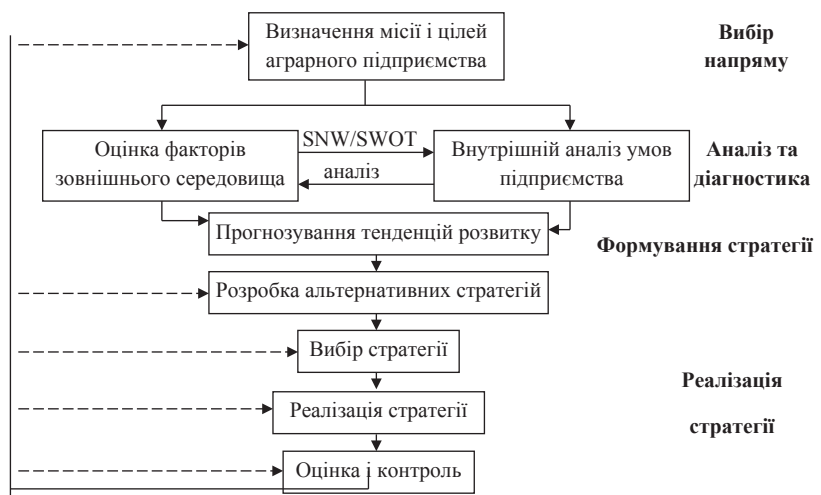 Визначення місії і цілей
аграрного підприємства
Вибір
напряму
Оцінка факторів
зовнішнього середовища
SNW/SWOT
аналіз
Внутрішній аналіз умов
підприємства
Аналіз та
діагностика
Прогнозування тенденцій розвитку
Формування стратегії
Розробка альтернативних стратегій
Вибір стратегії
Реалізація стратегії
Реалізація
стратегії
Оцінка і контроль